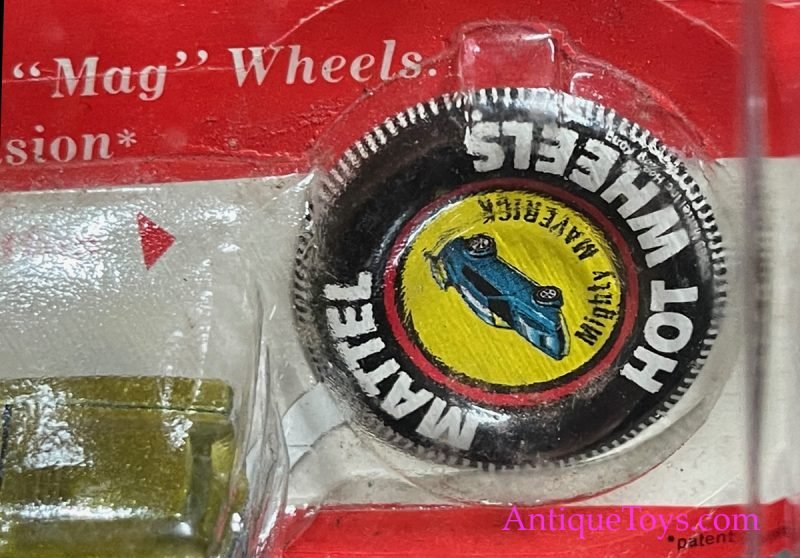 “Mag” Wheels.
sion*
MATTEL
HOT WHEELS
Mighty MAVERICK
AntiqueToys.com
*patent